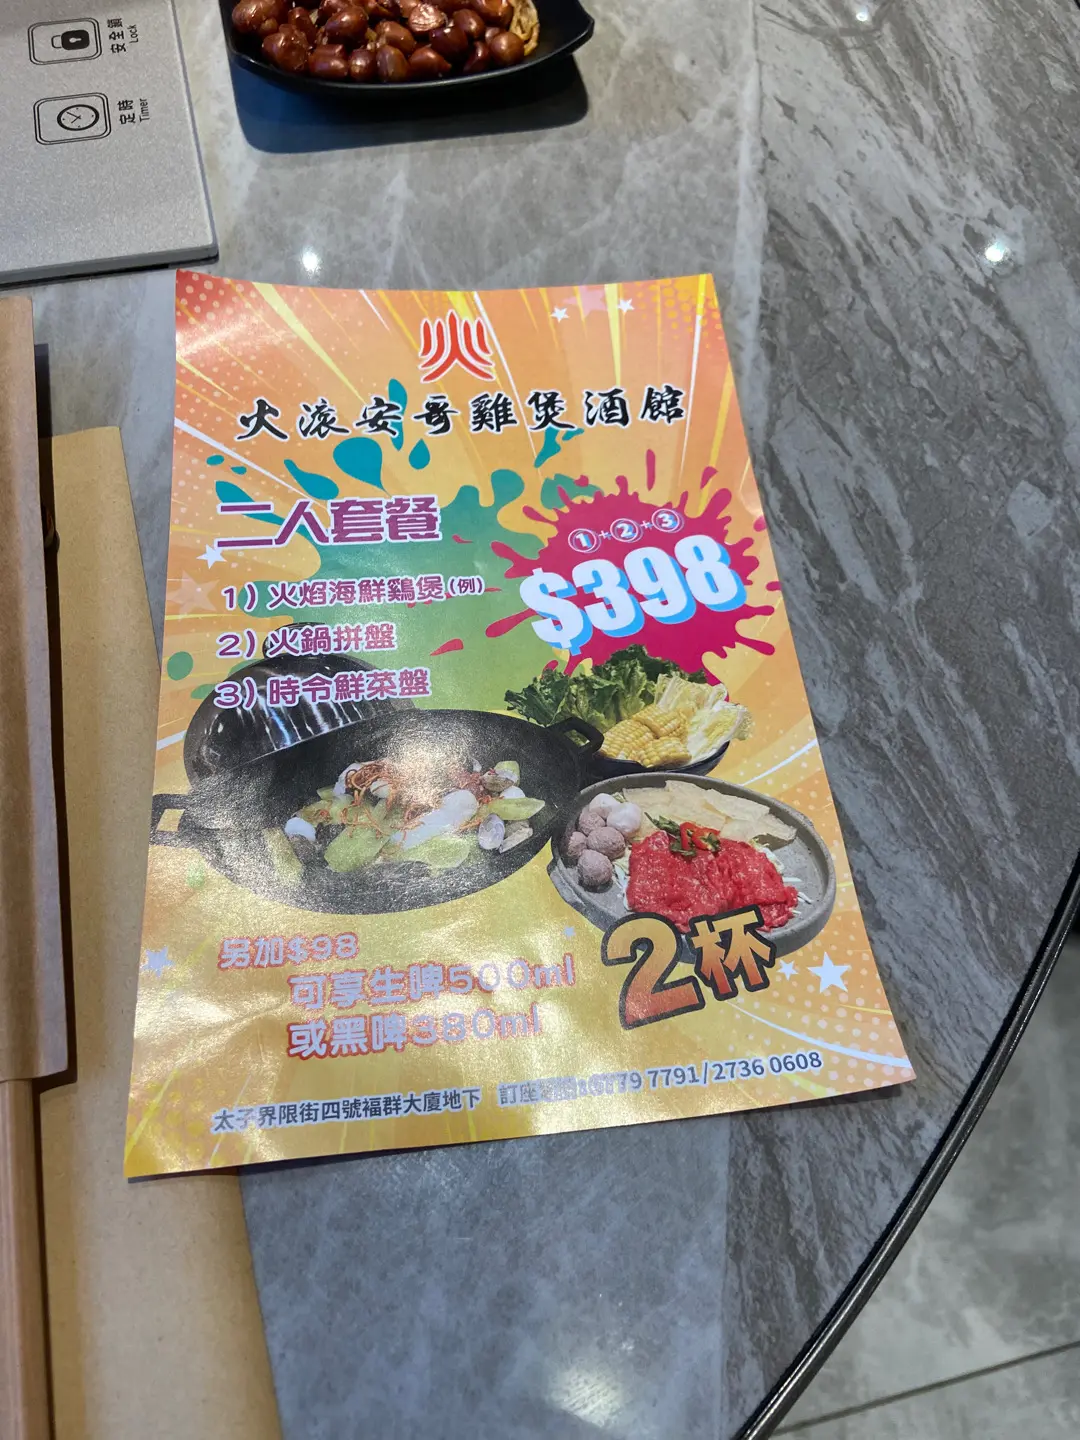 安全鎖
Lock
定時
Timer
火
火滾安哥雞煲酒館
二人套餐
①+②+③
$398
1）火焰海鮮鷄煲(例)
2）火鍋拼盤
3）時令鮮菜盤
另加$98
可享生啤500ml
或黑啤380ml
2杯
太子界限街四號福群大廈地下 訂座 7791/2736 0608